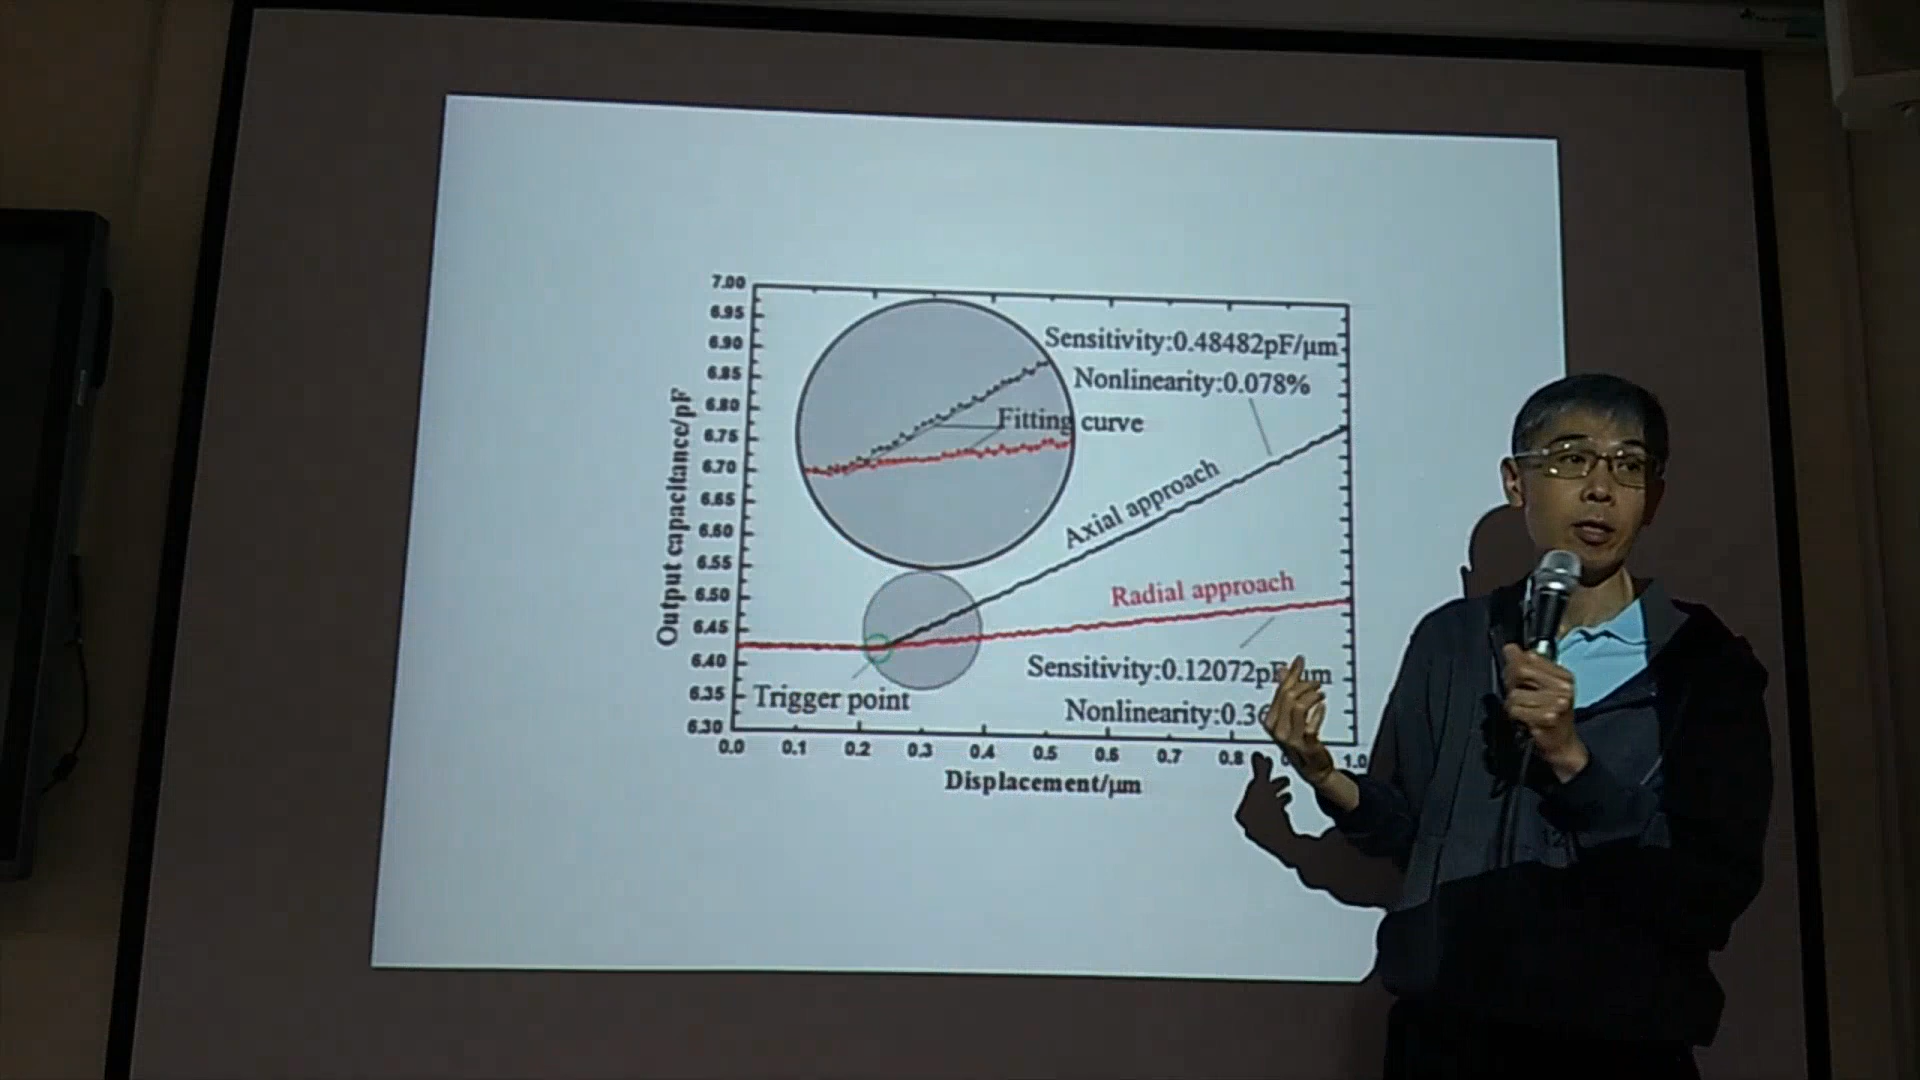 7.00
6.95
6.90
6.85
6.80
6.75
6.70
6.65
6.60
6.55
6.50
6.45
6.40
6.35
6.30
Output capacitance/pF
Sensitivity:0.48482pF/μm
Nonlinearity:0.078%
Fitting curve
Axial approach
Radial approach
Sensitivity:0.12072pF/μm
Trigger point
Nonlinearity:0.36
0.0 0.1 0.2 0.3 0.4 0.5 0.6 0.7 0.8 1.0
Displacement/μm